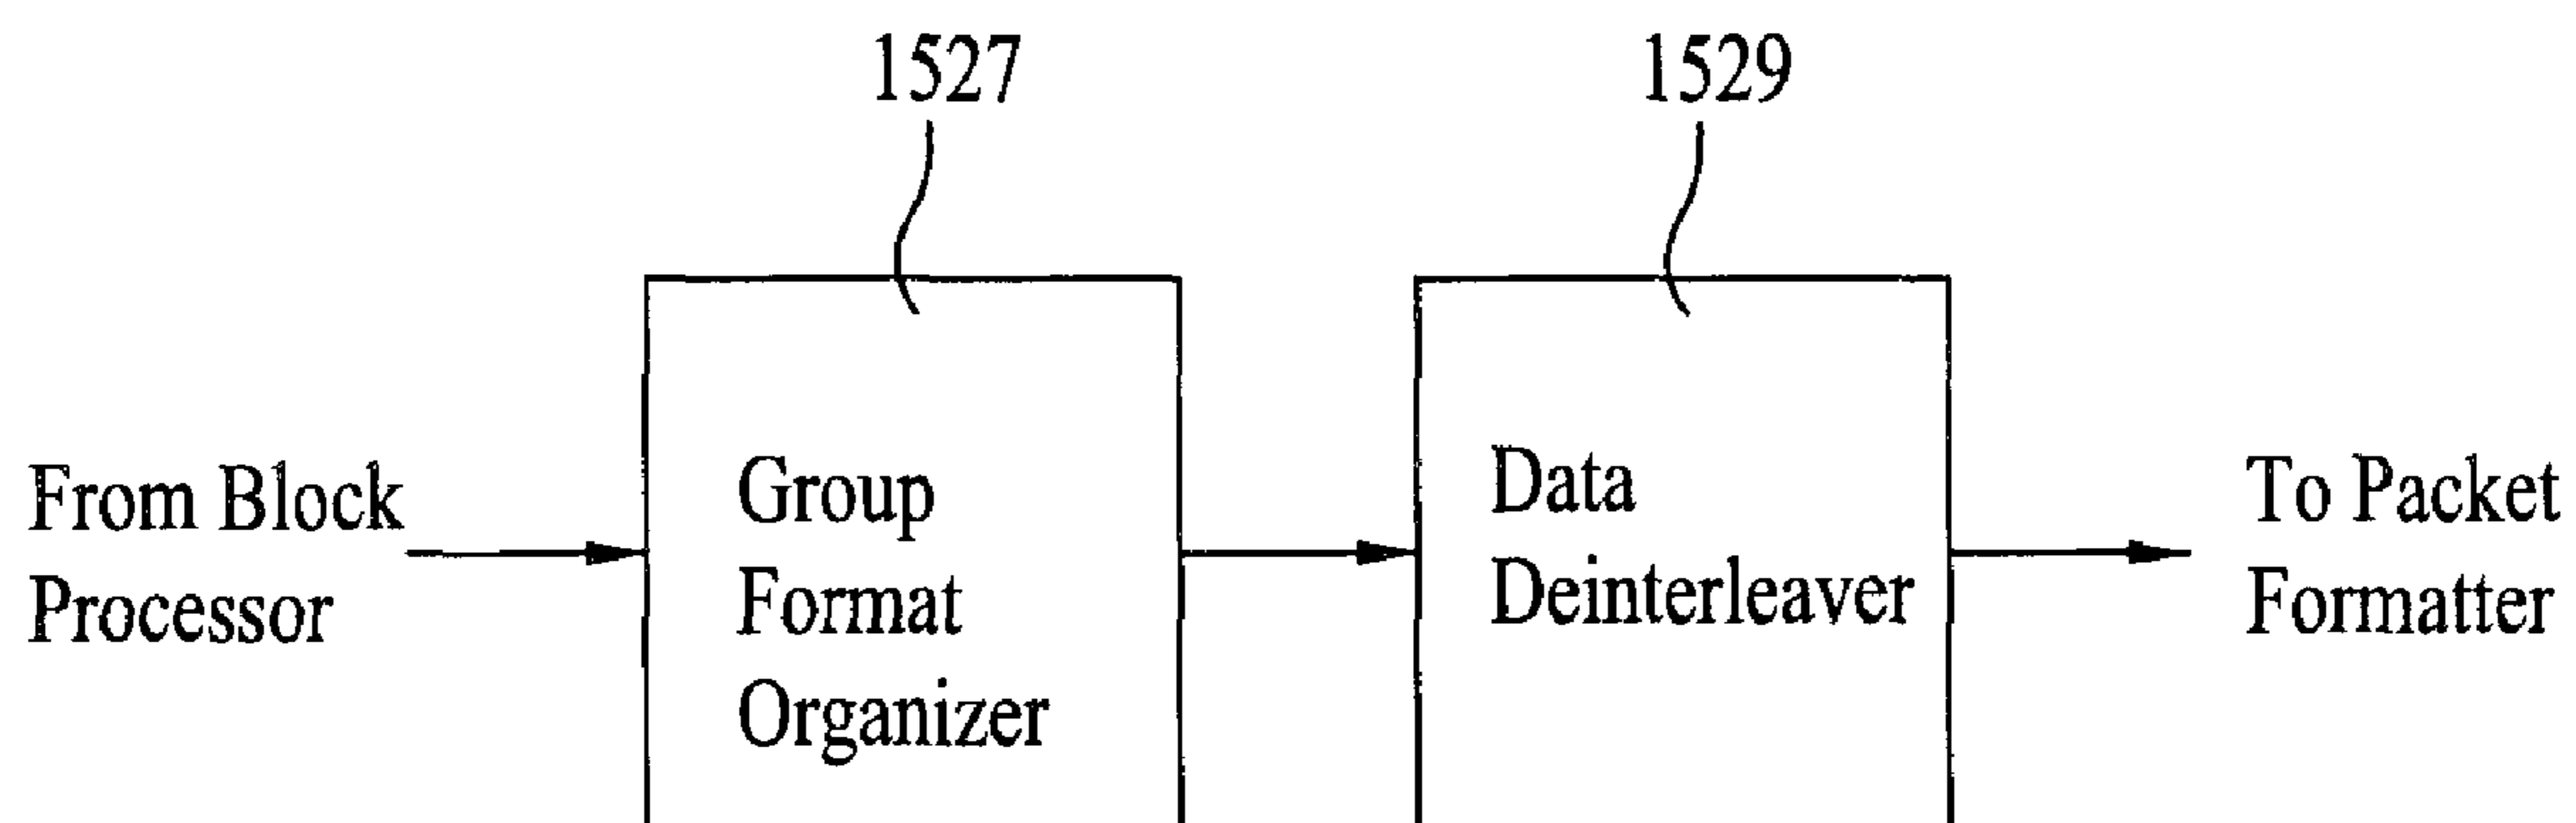 1527
1529
From Block
Processor
Group
Format
Organizer
Data
Deinterleaver
To Packet
Formatter